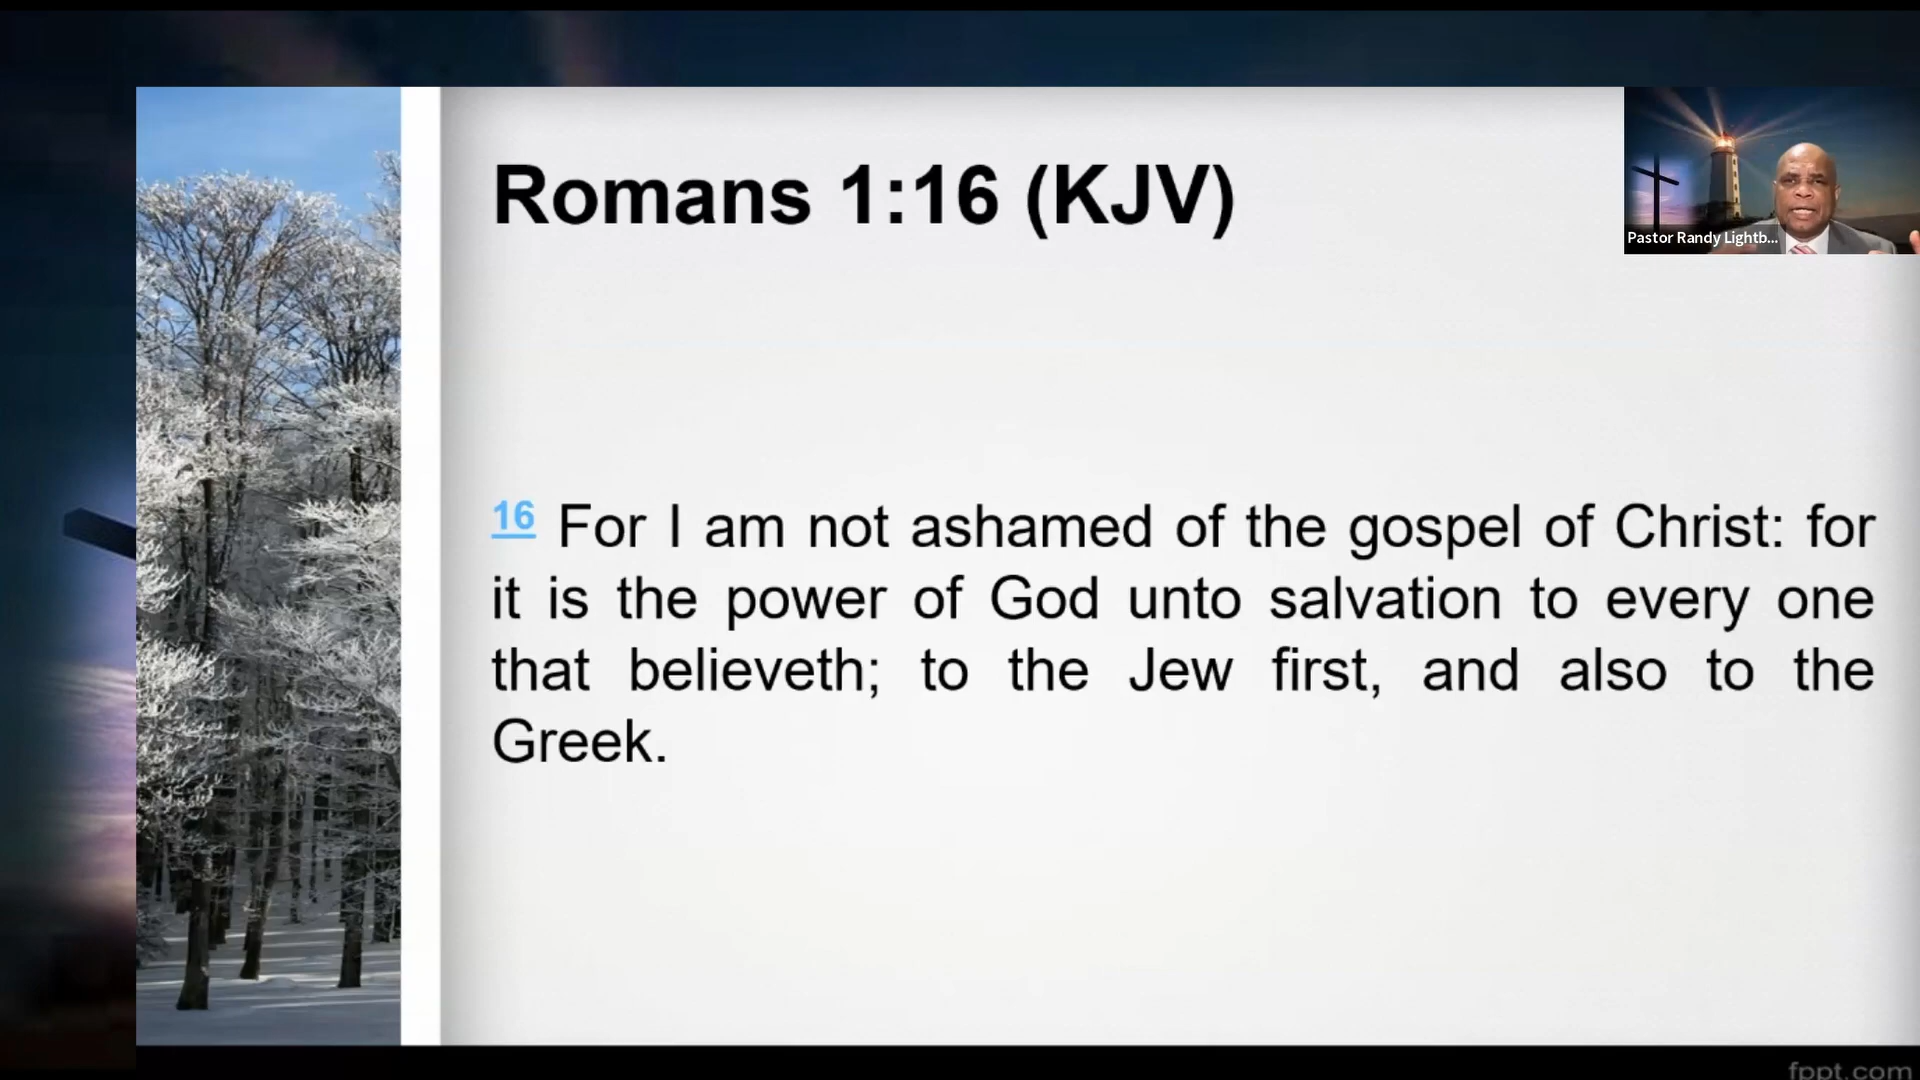 Romans 1:16 (KJV)
Pastor Randy Lightb...
16 For I am not ashamed of the gospel of Christ: for
it is the power of God unto salvation to every one
that believeth; to the Jew first, and also to the
Greek.
fppt.com